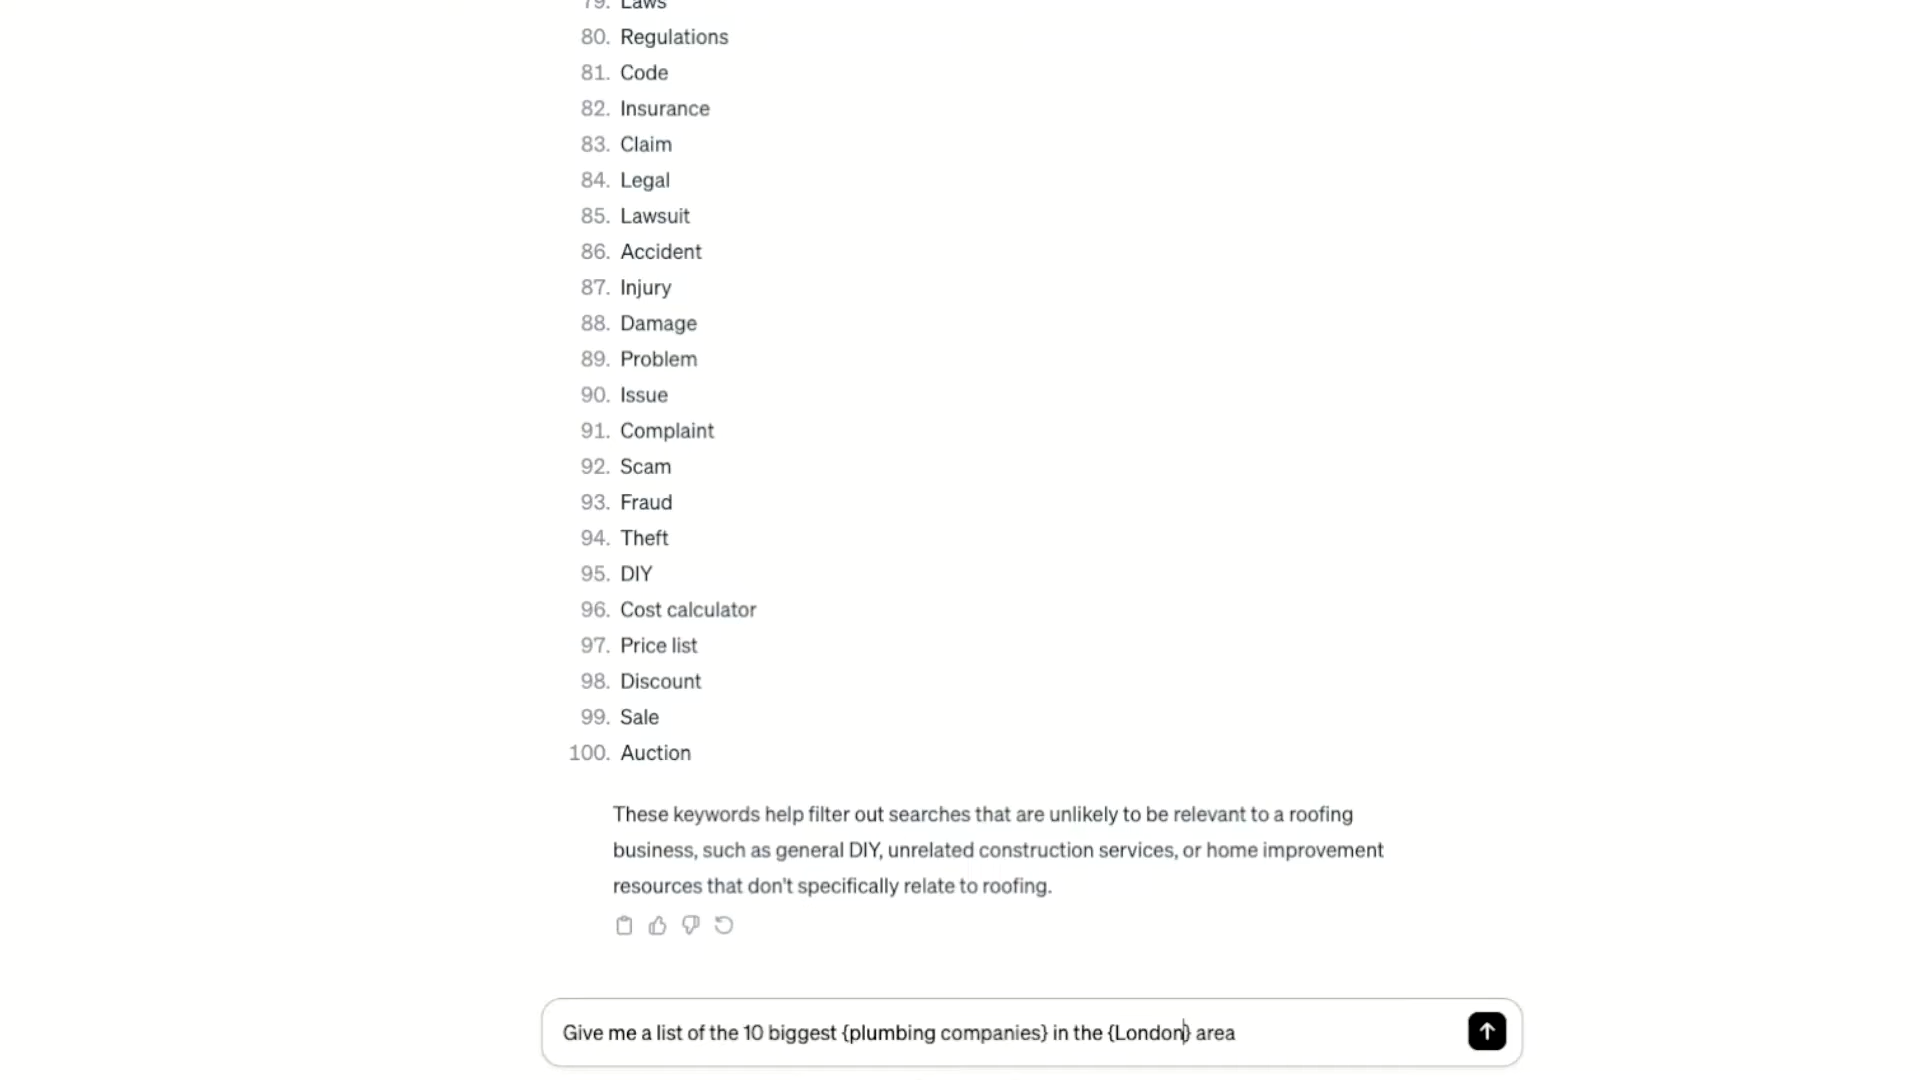 79. Laws
80. Regulations
81. Code
82. Insurance
83. Claim
84. Legal
85. Lawsuit
86. Accident
87. Injury
88. Damage
89. Problem
90. Issue
91. Complaint
92. Scam
93. Fraud
94. Theft
95. DIY
96. Cost calculator
97. Price list
98. Discount
99. Sale
100. Auction
These keywords help filter out searches that are unlikely to be relevant to a roofing
business, such as general DIY, unrelated construction services, or home improvement
resources that don't specifically relate to roofing.
Give me a list of the 10 biggest {plumbing companies} in the {London} area